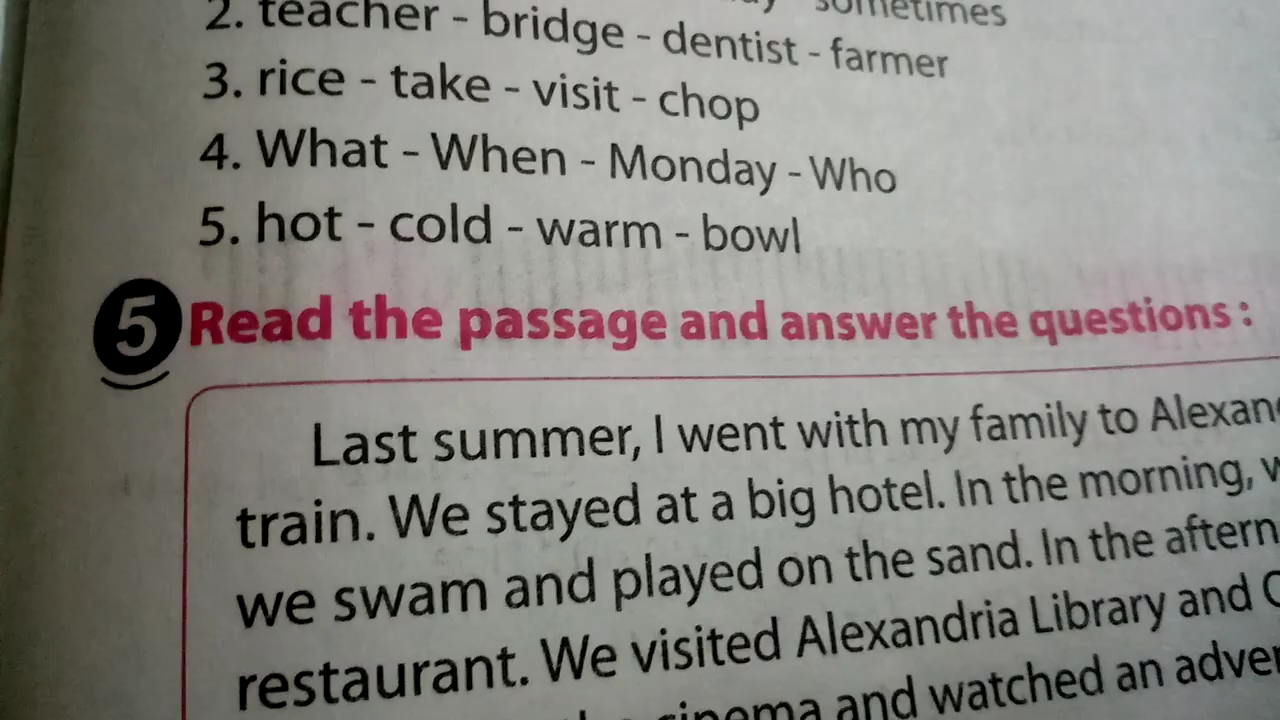 sometimes
2. teacher - bridge - dentist - farmer
3. rice - take - visit - chop
4. What - When - Monday - Who
5. hot - cold - warm - bowl
5 Read the passage and answer the questions :
Last summer, I went with my family to
train. We stayed at a big hotel. In the morning,
we swam and played on the sand. In the
restaurant. We visited Alexandria Library and
cinema and watched an